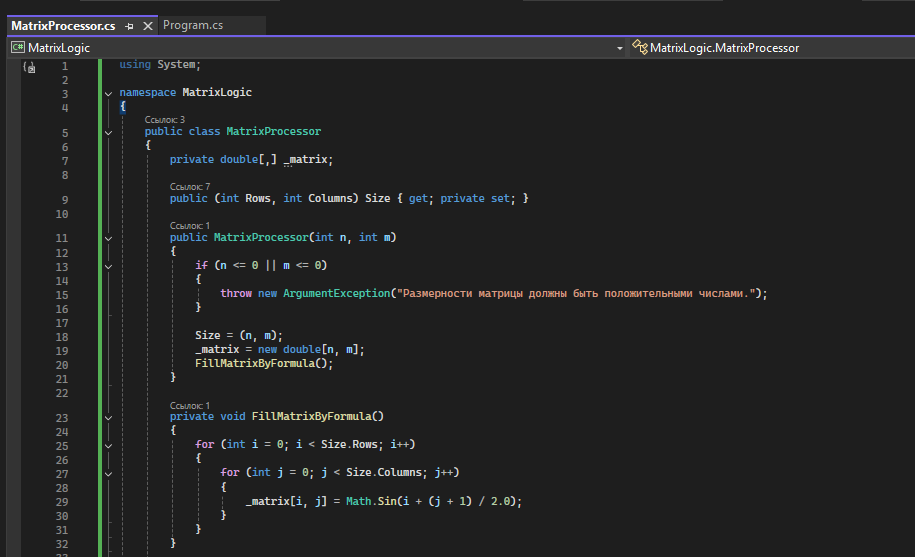 MatrixProcessor.cs
Program.cs
C# MatrixLogic
MatrixLogic.MatrixProcessor
1 using System;
2
3 namespace MatrixLogic
4 {
Ссылок: 3
5 public class MatrixProcessor
6 {
7 private double[,] _matrix;
8
Ссылок: 7
9 public (int Rows, int Columns) Size { get; private set; }
10
Ссылок: 1
11 public MatrixProcessor(int n, int m)
12 {
13 if (n <= 0 || m <= 0)
14 {
15 throw new ArgumentException("Размерности матрицы должны быть положительными числами.");
16 }
17
18 Size = (n, m);
19 _matrix = new double[n, m];
20 FillMatrixByFormula();
21 }
22
Ссылок: 1
23 private void FillMatrixByFormula()
24 {
25 for (int i = 0; i < Size.Rows; i++)
26 {
27 for (int j = 0; j < Size.Columns; j++)
28 {
29 _matrix[i, j] = Math.Sin(i + (j + 1) / 2.0);
30 }
31 }
32 }